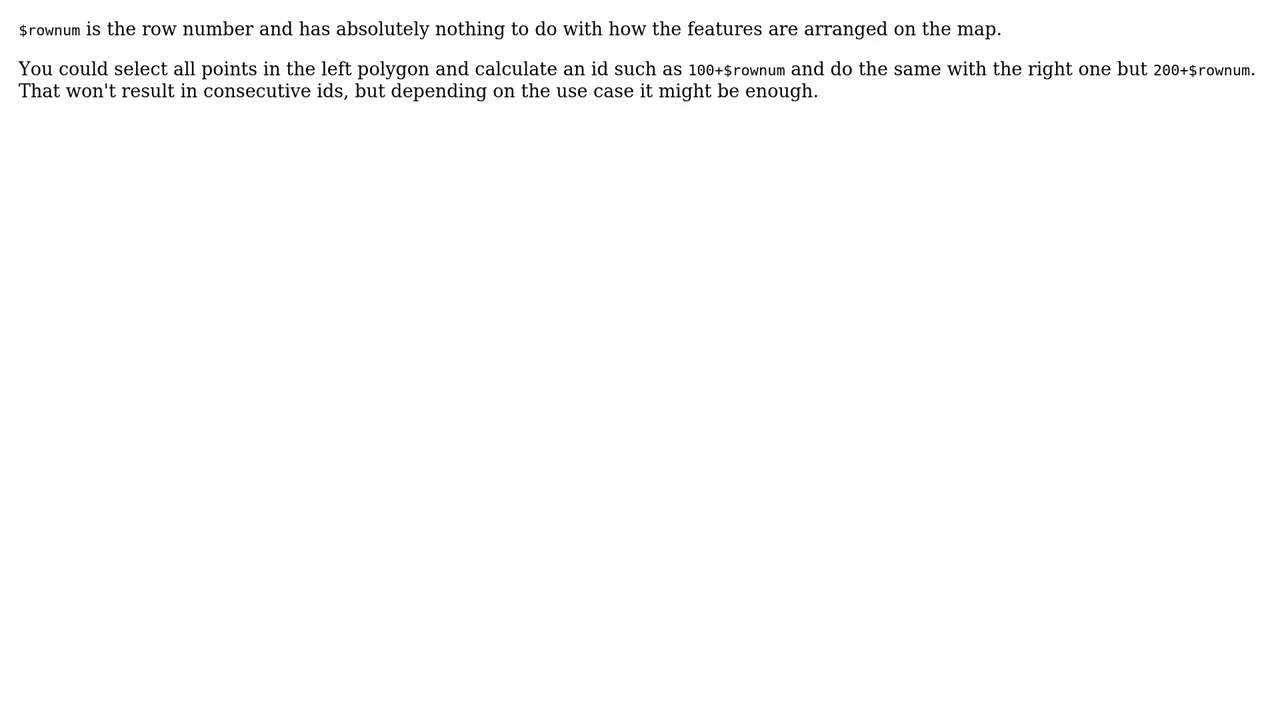 $rownum is the row number and has absolutely nothing to do with how the features are arranged on the map.
You could select all points in the left polygon and calculate an id such as 100+$rownum and do the same with the right one but 200+$rownum.
That won't result in consecutive ids, but depending on the use case it might be enough.